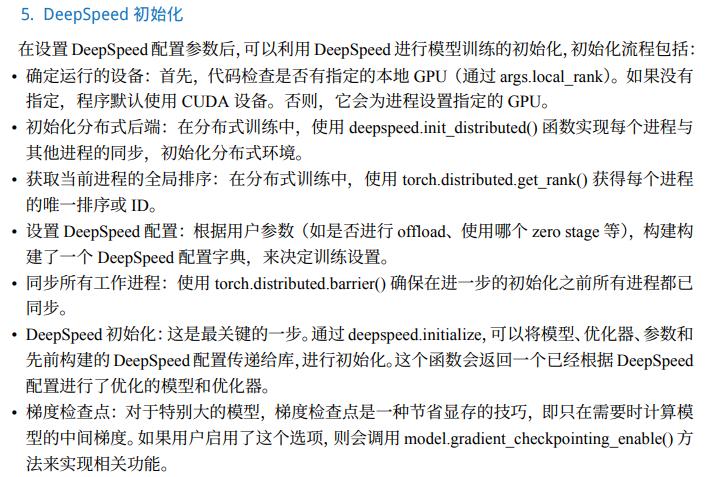 5. DeepSpeed 初始化
在设置 DeepSpeed 配置参数后，可以利用 DeepSpeed 进行模型训练的初始化，初始化流程包括：
• 确定运行的设备：首先，代码检查是否有指定的本地 GPU（通过 args.local_rank）。如果没有
指定，程序默认使用 CUDA 设备。否则，它会为进程设置指定的 GPU。
• 初始化分布式后端：在分布式训练中，使用 deepspeed.init_distributed() 函数实现每个进程与
其他进程的同步，初始化分布式环境。
• 获取当前进程的全局排序：在分布式训练中，使用 torch.distributed.get_rank() 获得每个进程
的唯一排序或 ID。
• 设置 DeepSpeed 配置：根据用户参数（如是否进行 offload、使用哪个 zero stage 等），构建构
建了一个 DeepSpeed 配置字典，来决定训练设置。
• 同步所有工作进程：使用 torch.distributed.barrier() 确保在进一步的初始化之前所有进程都已
同步。
• DeepSpeed 初始化：这是最关键的一步。通过 deepspeed.initialize，可以将模型、优化器、参数和
先前构建的 DeepSpeed 配置传递给库，进行初始化。这个函数会返回一个已经根据 DeepSpeed
配置进行了优化的模型和优化器。
• 梯度检查点：对于特别大的模型，梯度检查点是一种节省显存的技巧，即只在需要时计算模
型的中间梯度。如果用户启用了这个选项，则会调用 model.gradient_checkpointing_enable() 方
法来实现相关功能。